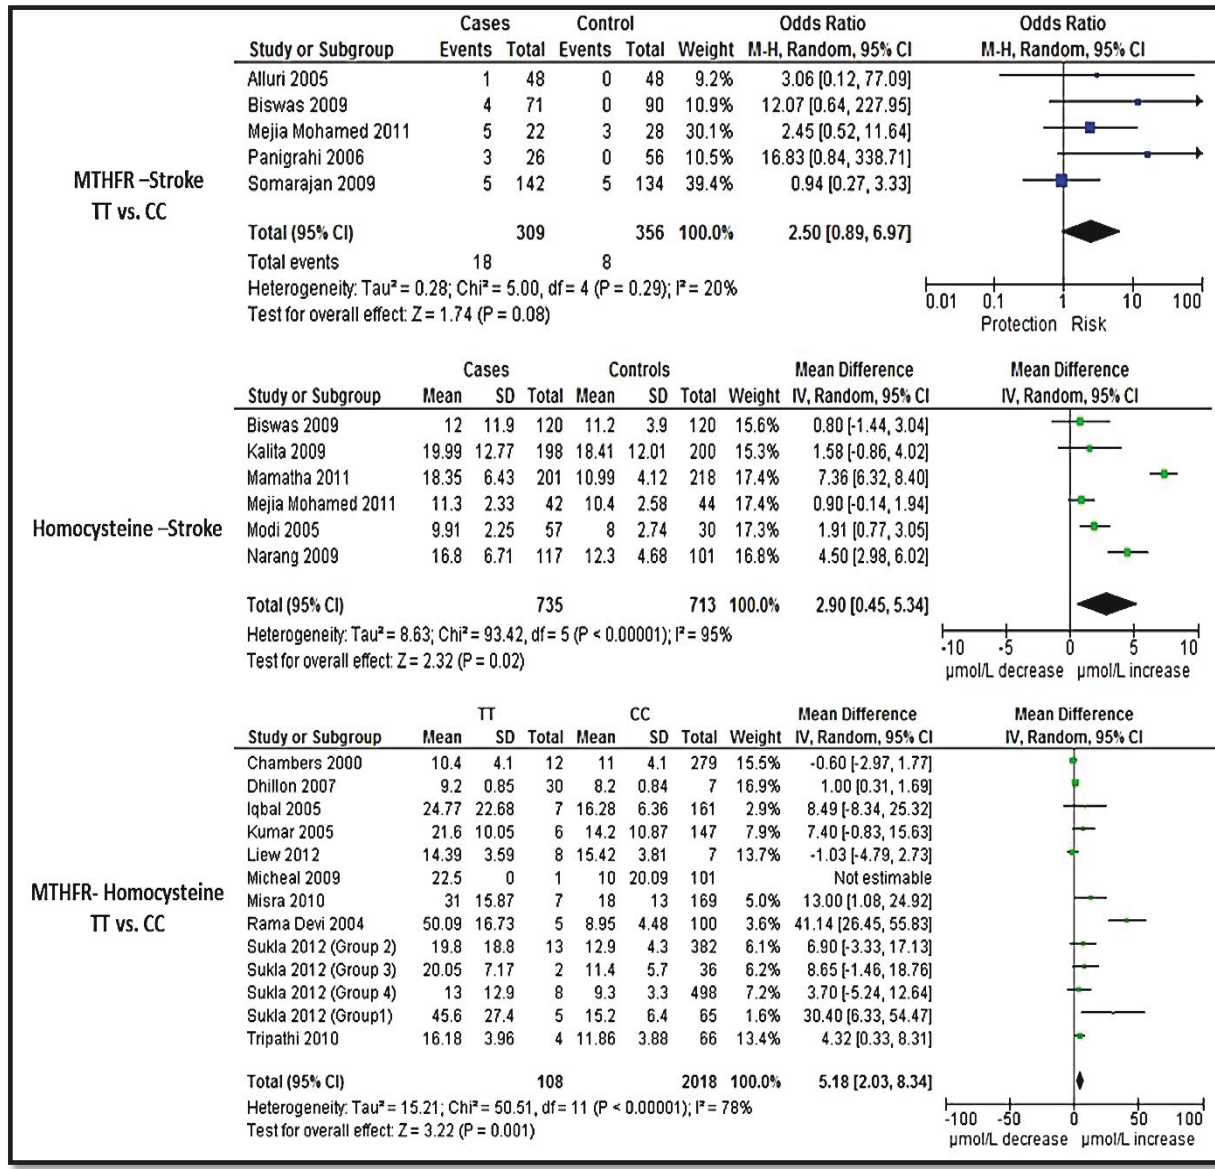 Cases Control Odds Ratio Odds Ratio
Study or Subgroup Events Total Events Total Weight M-H, Random, 95% CI M-H, Random, 95% CI
Alluri 2005 1 48 0 48 9.2% 3.06 [0.12, 77.09]
Biswas 2009 4 71 0 90 10.9% 12.07 [0.64, 227.95]
Mejia Mohamed 2011 5 22 3 28 30.1% 2.45 [0.52, 11.64]
Panigrahi 2006 3 26 0 56 10.5% 16.83 [0.84, 338.71]
Somarajan 2009 5 142 5 134 39.4% 0.94 [0.27, 3.33]
MTHFR –Stroke
TT vs. CC
Total (95% CI) 309 356 100.0% 2.50 [0.89, 6.97]
Total events 18 8
Heterogeneity: Tau² = 0.28; Chi² = 5.00, df = 4 (P = 0.29); I² = 20%
Test for overall effect: Z = 1.74 (P = 0.08)
0.01 0.1 1 10 100
Protection Risk
Cases Controls Mean Difference Mean Difference
Study or Subgroup Mean SD Total Mean SD Total Weight IV, Random, 95% CI IV, Random, 95% CI
Biswas 2009 12 11.9 120 11.2 3.9 120 15.6% 0.80 [-1.44, 3.04]
Kalita 2009 19.99 12.77 198 18.41 12.01 200 15.3% 1.58 [-0.86, 4.02]
Mamatha 2011 18.35 6.43 201 10.99 4.12 218 17.4% 7.36 [6.32, 8.40]
Mejia Mohamed 2011 11.3 2.33 42 10.4 2.58 44 17.4% 0.90 [-0.14, 1.94]
Modi 2005 9.91 2.25 57 8 2.74 30 17.3% 1.91 [0.77, 3.05]
Narang 2009 16.8 6.71 117 12.3 4.68 101 16.8% 4.50 [2.98, 6.02]
Homocysteine –Stroke
Total (95% CI) 735 713 100.0% 2.90 [0.45, 5.34]
Heterogeneity: Tau² = 8.63; Chi² = 93.42, df = 5 (P < 0.00001); I² = 95%
Test for overall effect: Z = 2.32 (P = 0.02)
-10 -5 0 5 10
µmol/L decrease µmol/L increase
TT CC Mean Difference Mean Difference
Study or Subgroup Mean SD Total Mean SD Total Weight IV, Random, 95% CI IV, Random, 95% CI
Chambers 2000 10.4 4.1 12 11 4.1 279 15.5% -0.60 [-2.97, 1.77]
Dhillon 2007 9.2 0.85 30 8.2 0.84 7 16.9% 1.00 [0.31, 1.69]
Iqbal 2005 24.77 22.68 7 16.28 6.36 161 2.9% 8.49 [-8.34, 25.32]
Kumar 2005 21.6 10.05 6 14.2 10.87 147 7.9% 7.40 [-0.83, 15.63]
Liew 2012 14.39 3.59 8 15.42 3.81 7 13.7% -1.03 [-4.79, 2.73]
Micheal 2009 22.5 0 1 10 20.09 101 Not estimable
Misra 2010 31 15.87 7 18 13 169 5.0% 13.00 [1.08, 24.92]
Rama Devi 2004 50.09 16.73 5 8.95 4.48 100 3.6% 41.14 [26.45, 55.83]
Sukla 2012 (Group 2) 19.8 18.8 13 12.9 4.3 382 6.1% 6.90 [-3.33, 17.13]
Sukla 2012 (Group 3) 20.05 7.17 2 11.4 5.7 36 6.2% 8.65 [-1.46, 18.76]
Sukla 2012 (Group 4) 13 12.9 8 9.3 3.3 498 7.2% 3.70 [-5.24, 12.64]
Sukla 2012 (Group1) 45.6 27.4 5 15.2 6.4 65 1.6% 30.40 [6.33, 54.47]
Tripathi 2010 16.18 3.96 4 11.86 3.88 66 13.4% 4.32 [0.33, 8.31]
MTHFR- Homocysteine
TT vs. CC
Total (95% CI) 108 2018 100.0% 5.18 [2.03, 8.34]
Heterogeneity: Tau² = 15.21; Chi² = 50.51, df = 11 (P < 0.00001); I² = 78%
Test for overall effect: Z = 3.22 (P = 0.001)
-100 -50 0 50 100
µmol/L decrease µmol/L increase